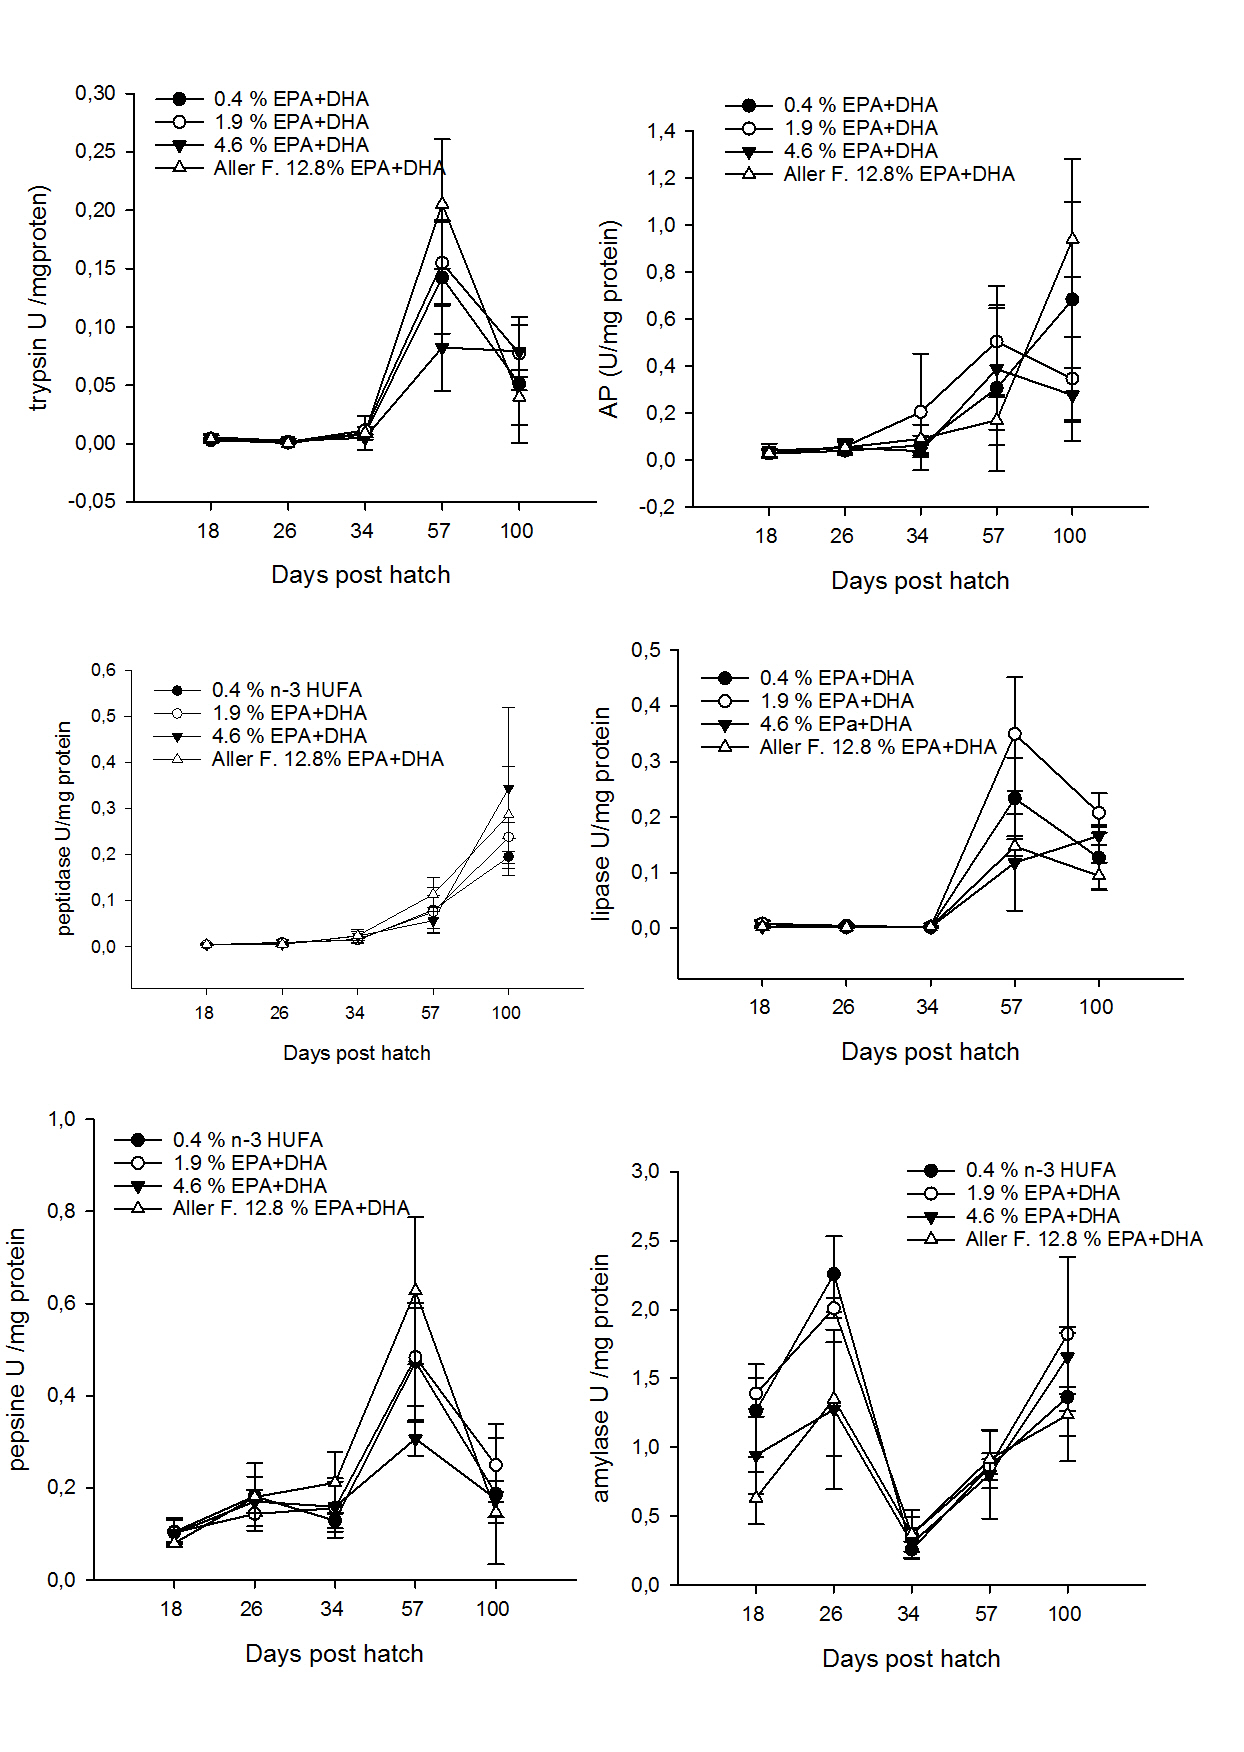 0,30
0,25
0,20
0,15
0,10
0,05
0,00
-0,05
trypsin U /mgproten)
0.4 % EPA+DHA
1.9 % EPA+DHA
4.6 % EPA+DHA
Aller F. 12.8% EPA+DHA
18 26 34 57 100
Days post hatch
1,4
1,2
1,0
0,8
0,6
0,4
0,2
0,0
-0,2
AP (U/mg protein)
0.4 % EPA+DHA
1.9 % EPA+DHA
4.6 % EPA+DHA
Aller F. 12.8% EPA+DHA
18 26 34 57 100
Days post hatch
0,6
0,5
0,4
0,3
0,2
0,1
0,0
peptidase U/mg protein
0.4 % n-3 HUFA
1.9 % EPA+DHA
4.6 % EPA+DHA
Aller F. 12.8% EPA+DHA
18 26 34 57 100
Days post hatch
0,5
0,4
0,3
0,2
0,1
0,0
lipase U/mg protein
0.4 % EPA+DHA
1.9 % EPA+DHA
4.6 % EPa+DHA
Aller F. 12.8 % EPA+DHA
18 26 34 57 100
Days post hatch
1,0
0,8
0,6
0,4
0,2
0,0
pepsine U /mg protein
0.4 % n-3 HUFA
1.9 % EPA+DHA
4.6 % EPA+DHA
Aller F. 12.8 % EPA+DHA
18 26 34 57 100
Days post hatch
3,0
2,5
2,0
1,5
1,0
0,5
0,0
amylase U /mg protein
0.4 % n-3 HUFA
1.9 % EPA+DHA
4.6 % EPA+DHA
Aller F. 12.8 % EPA+DHA
18 26 34 57 100
Days post hatch